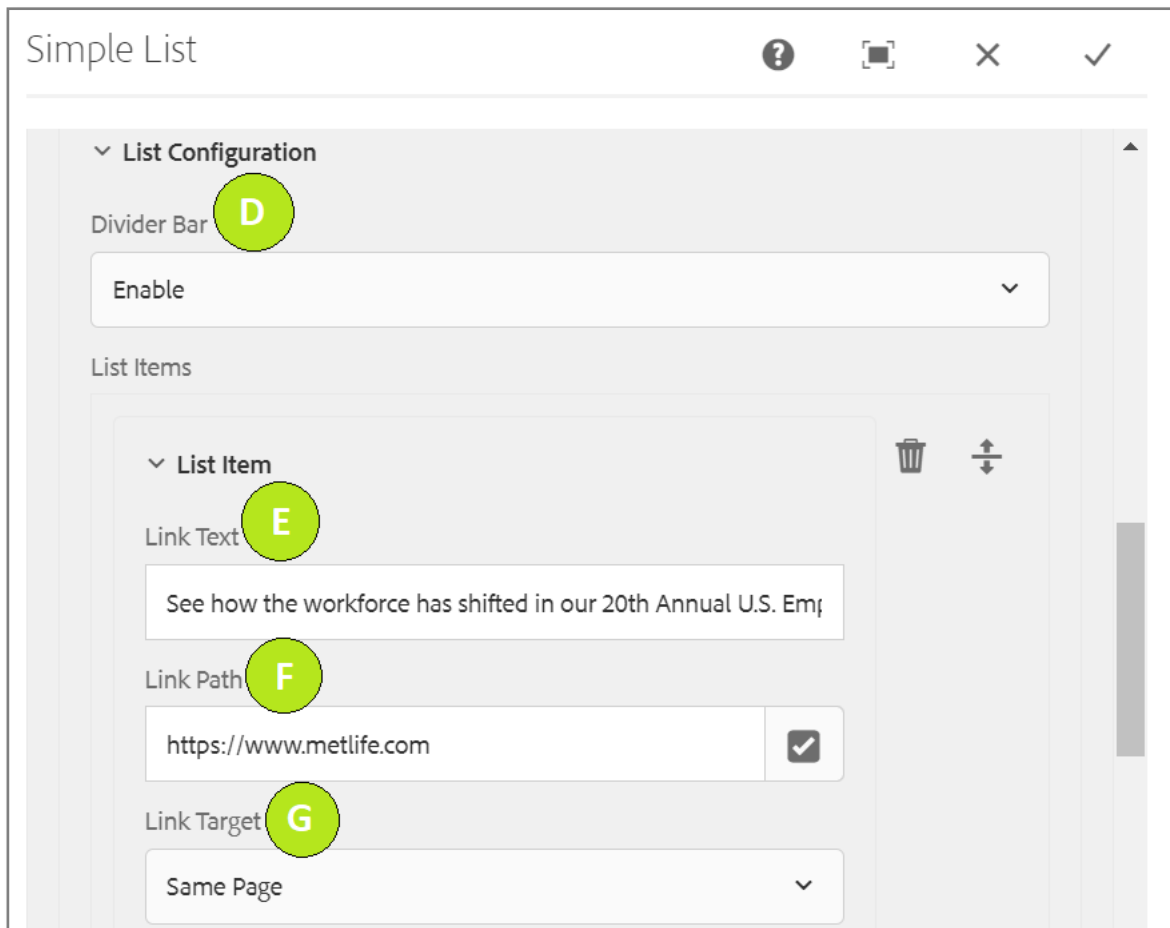 Simple List
List Configuration
Divider Bar D
Enable
List Items
List Item
Link Text E
See how the workforce has shifted in our 20th Annual U.S.
Link Path F
https://www.metlife.com
Link Target G
Same Page